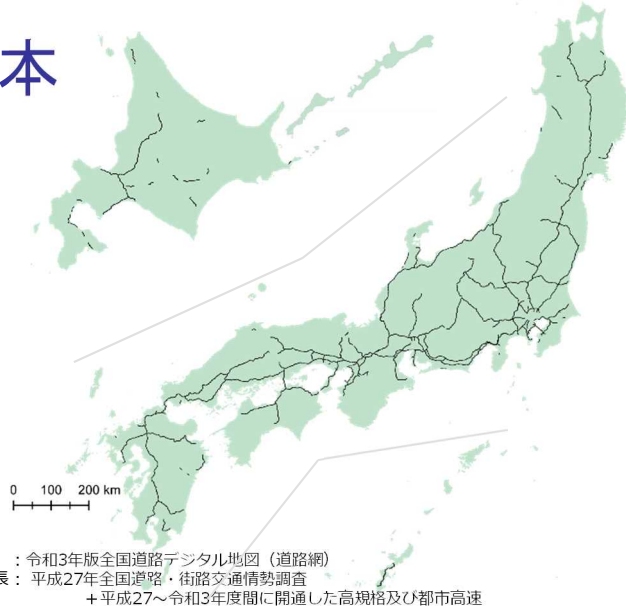 本
0 100 200 km
：令和3年版全国道路デジタル地図（道路網）
長： 平成27年全国道路・街路交通情勢調査
＋平成27～令和3年度間に開通した高規格及び都市高速